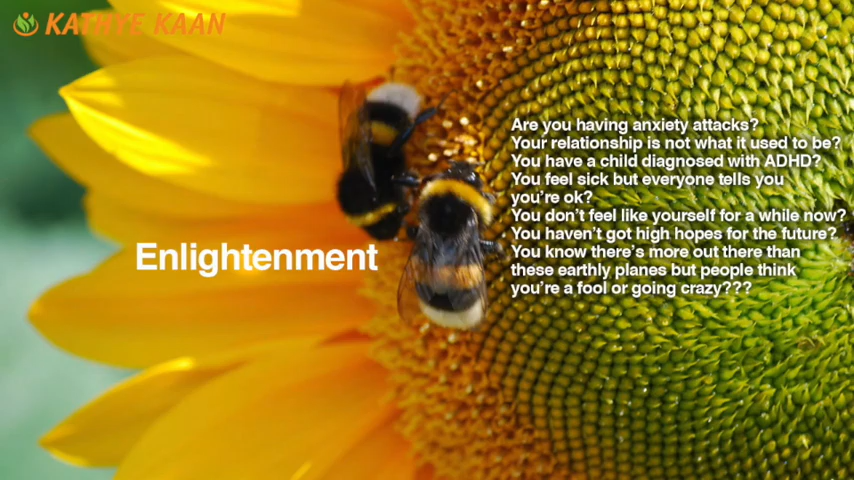 KATHYE KAAN
Are you having anxiety attacks?
Your relationship is not what it used to be?
You have a child diagnosed with ADHD?
You feel sick but everyone tells you
you're ok?
You don't feel like yourself for a while now?
You haven't got high hopes for the future?
You know there's more out there than
these earthly planes but people think
you're a fool or going crazy???
Enlightenment